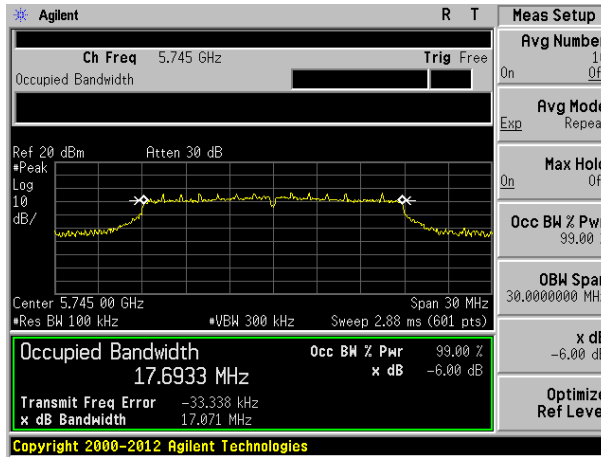 Agilent R T Meas Setup
Avg Number
Ch Freq 5.745 GHz Trig Free
On
Occupied Bandwidth
Avg Mode
Exp
Ref 20 dBm Atten 30 dB
#Peak
Log
10
dB/
Max Hold
On
Occ BW % Pwr
99.00
OBW Span
30.0000000 MHz
Center 5.745 00 GHz Span 30 MHz
#Res BW 100 kHz #VBW 300 kHz Sweep 2.88 ms (601 pts)
x dB
-6.00 dB
Occupied Bandwidth Occ BW % Pwr 99.00 %
17.6933 MHz x dB -6.00 dB
Transmit Freq Error -33.338 kHz
x dB Bandwidth 17.071 MHz
Optimize
Ref Level
Copyright 2000-2012 Agilent Technologies